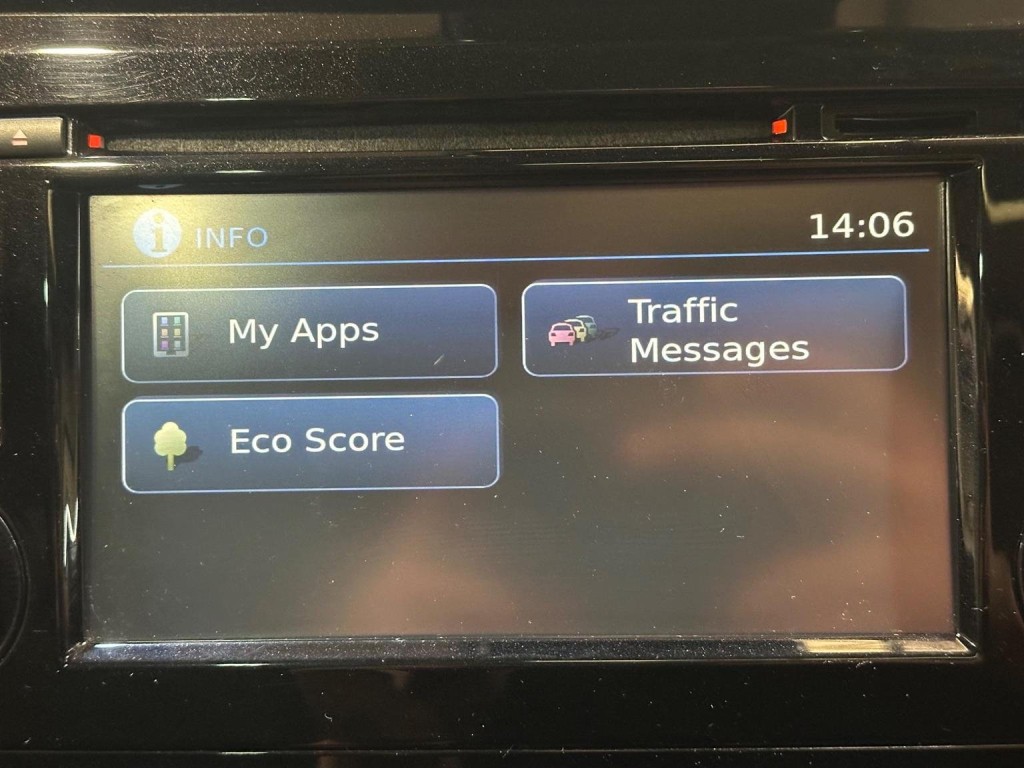 INFO
14:06
My Apps
Traffic
Messages
Eco Score